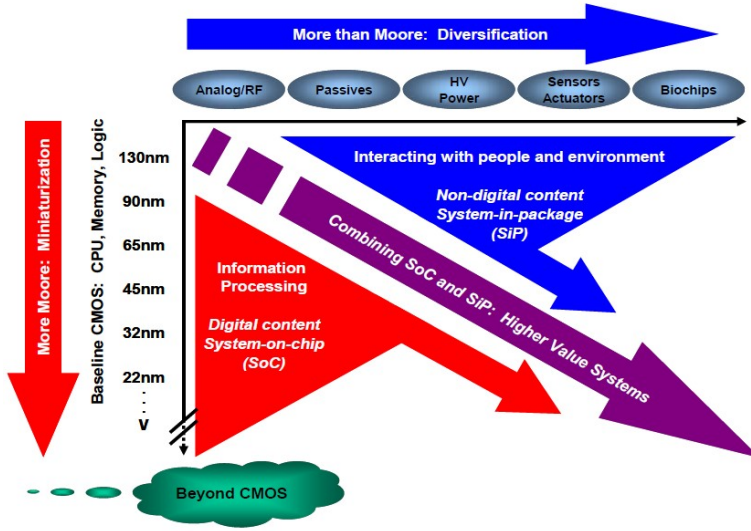 More than Moore: Diversification
Analog/RF
Passives
HV
Power
Sensors
Actuators
Biochips
More Moore: Miniaturization
Baseline CMOS: CPU, Memory, Logic
130nm
90nm
65nm
45nm
32nm
22nm
V
Interacting with people and environment
Non-digital content
System-in-package
(SiP)
Combining SoC and SiP: Higher Value Systems
Information
Processing
Digital content
System-on-chip
(SoC)
Beyond CMOS